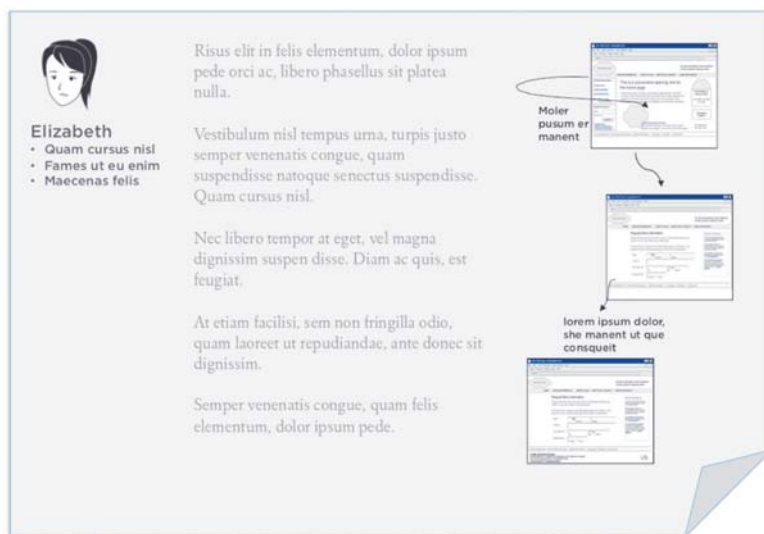 Elizabeth
• Quam cursus nisl
• Fames ut eu enim
• Maecenas felis
Risus elit in felis elementum, dolor ipsum
pede orci ac, libero phasellus sit platea
nulla.
Vestibulum nisl tempus urna, turpis justo
semper venenatis congue, quam
suspendisse natoque senectus suspendisse.
Quam cursus nisl.
Nec libero tempor at eget, vel magna
dignissim suspen disse. Diam ac quis, est
feugiat.
At etiam facilisi, sem non fringilla odio,
quam laoreet ut repudiandae, ante donec sit
dignissim.
Semper venenatis congue, quam felis
elementum, dolor ipsum pede.
Moler
pusum er
manent
lorem ipsum dolor,
she manent ut que
consqueit